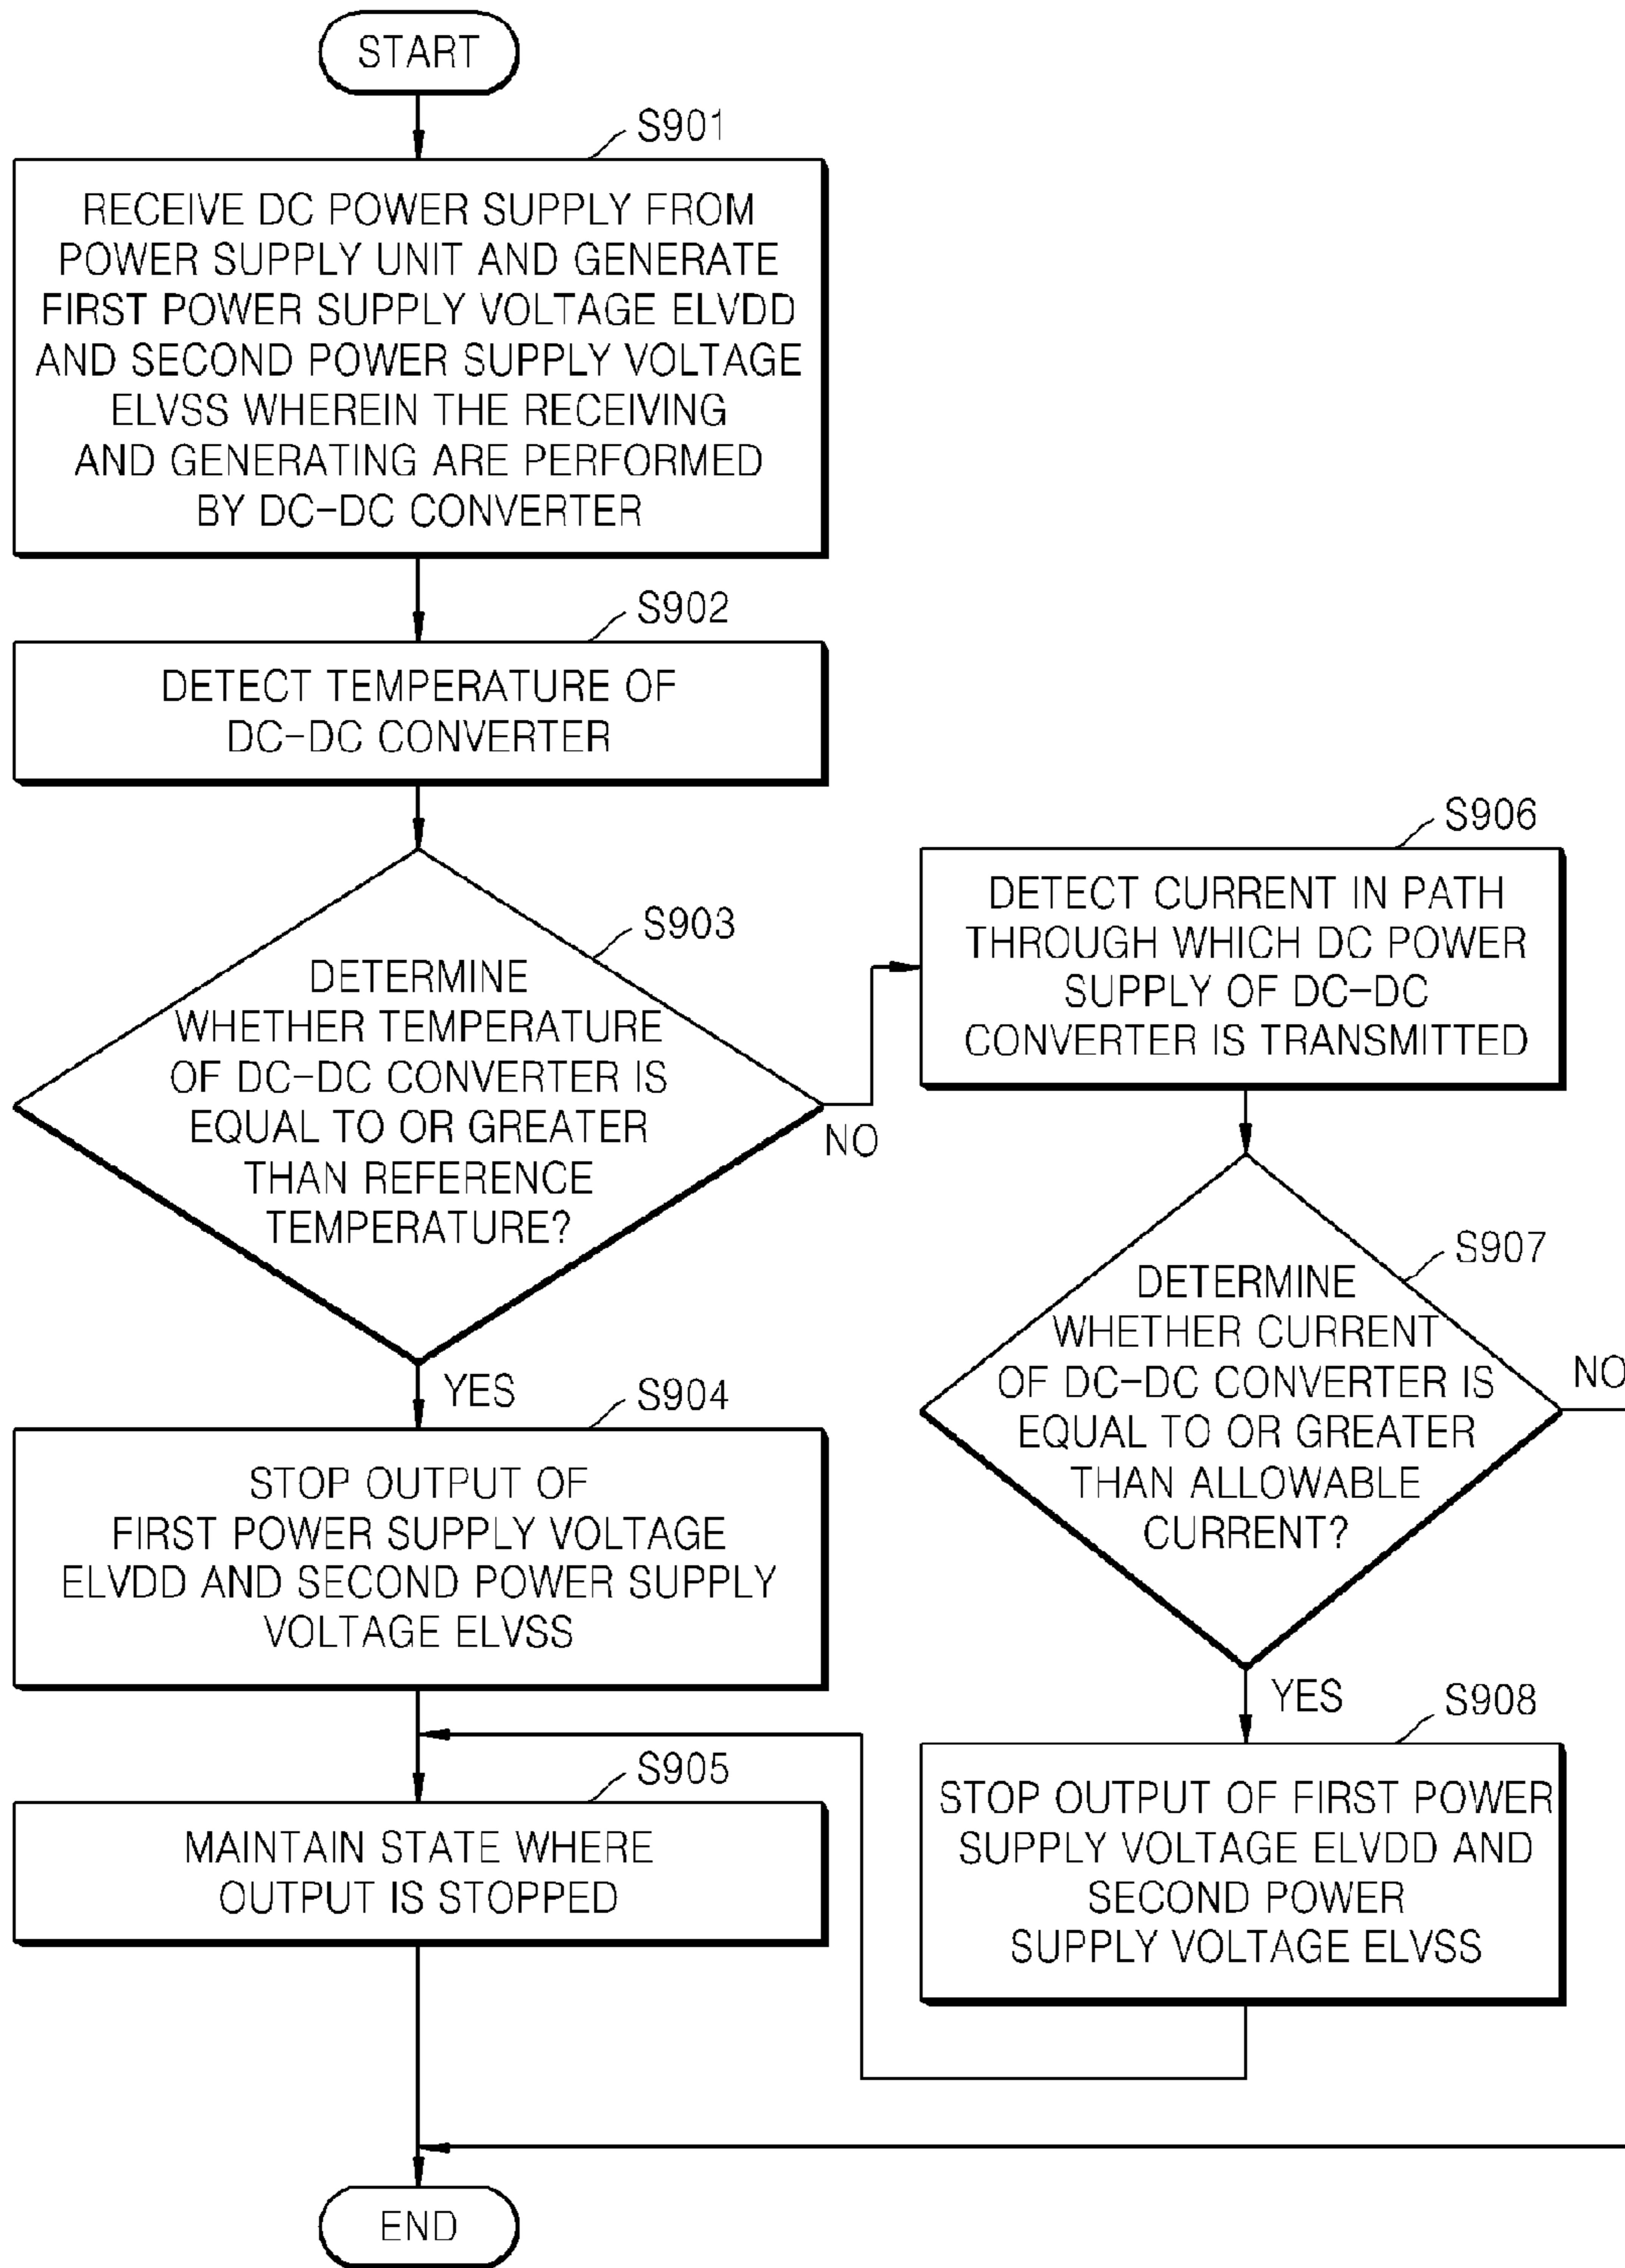 START
S901
RECEIVE DC POWER SUPPLY FROM
POWER SUPPLY UNIT AND GENERATE
FIRST POWER SUPPLY VOLTAGE ELVDD
AND SECOND POWER SUPPLY VOLTAGE
ELVSS WHEREIN THE RECEIVING
AND GENERATING ARE PERFORMED
BY DC-DC CONVERTER
S902
DETECT TEMPERATURE OF
DC-DC CONVERTER
S903
DETERMINE
WHETHER TEMPERATURE
OF DC-DC CONVERTER IS
EQUAL TO OR GREATER
THAN REFERENCE
TEMPERATURE?
NO
YES
S904
STOP OUTPUT OF
FIRST POWER SUPPLY VOLTAGE
ELVDD AND SECOND POWER SUPPLY
VOLTAGE ELVSS
S905
MAINTAIN STATE WHERE
OUTPUT IS STOPPED
S906
DETECT CURRENT IN PATH
THROUGH WHICH DC POWER
SUPPLY OF DC-DC
CONVERTER IS TRANSMITTED
S907
DETERMINE
WHETHER CURRENT
OF DC-DC CONVERTER IS
EQUAL TO OR GREATER
THAN ALLOWABLE
CURRENT?
NO
YES
S908
STOP OUTPUT OF FIRST POWER
SUPPLY VOLTAGE ELVDD AND
SECOND POWER
SUPPLY VOLTAGE ELVSS
END